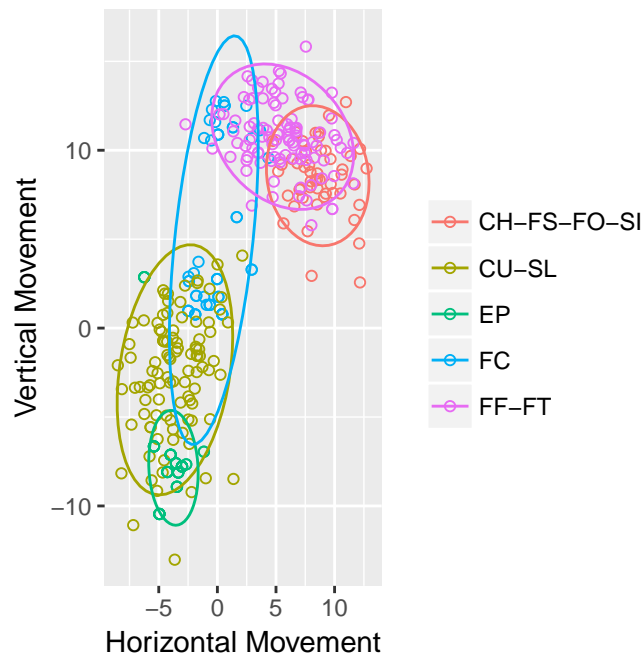 10
0
−10
−5
0
5
10
Vertical Movement
Horizontal Movement
CH−FS−FO−SI
CU−SL
EP
FC
FF−FT